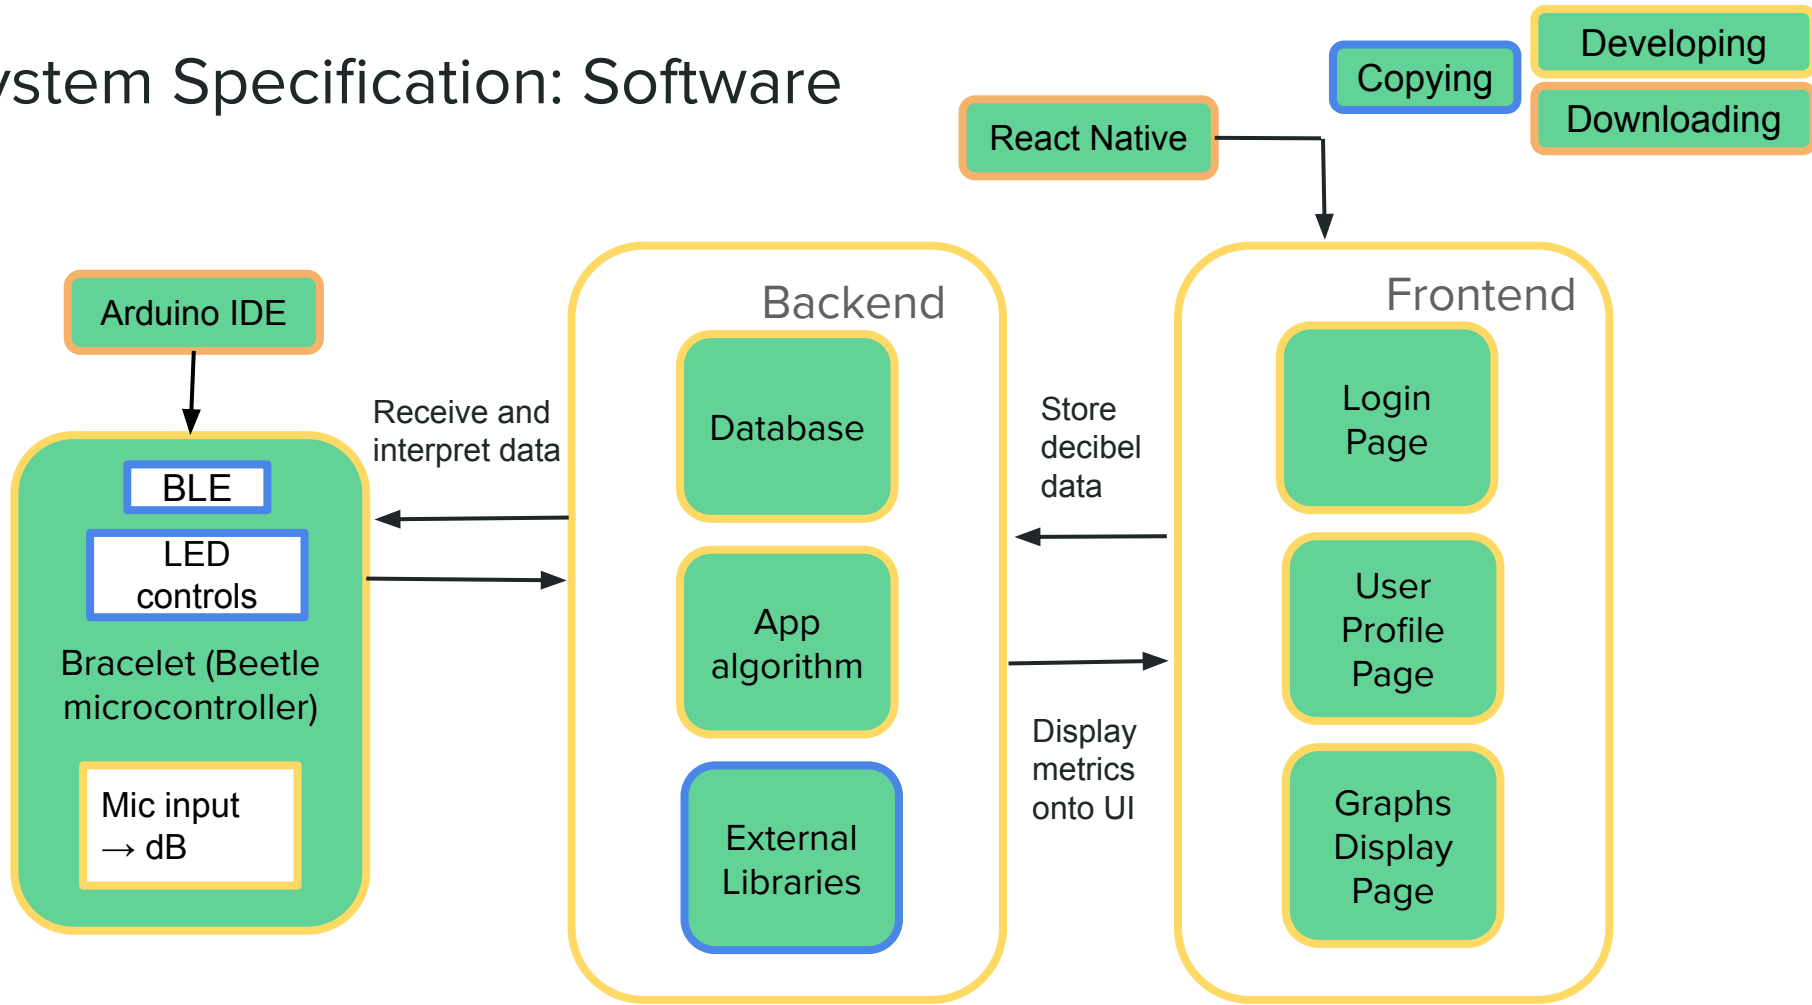 ystem Specification: Software
Copying
Developing
Downloading
React Native
Arduino IDE
BLE
LED
controls
Bracelet (Beetle
microcontroller)
Mic input
→ dB
Receive and
interpret data
Backend
Database
App
algorithm
External
Libraries
Store
decibel
data
Display
metrics
onto UI
Frontend
Login
Page
User
Profile
Page
Graphs
Display
Page